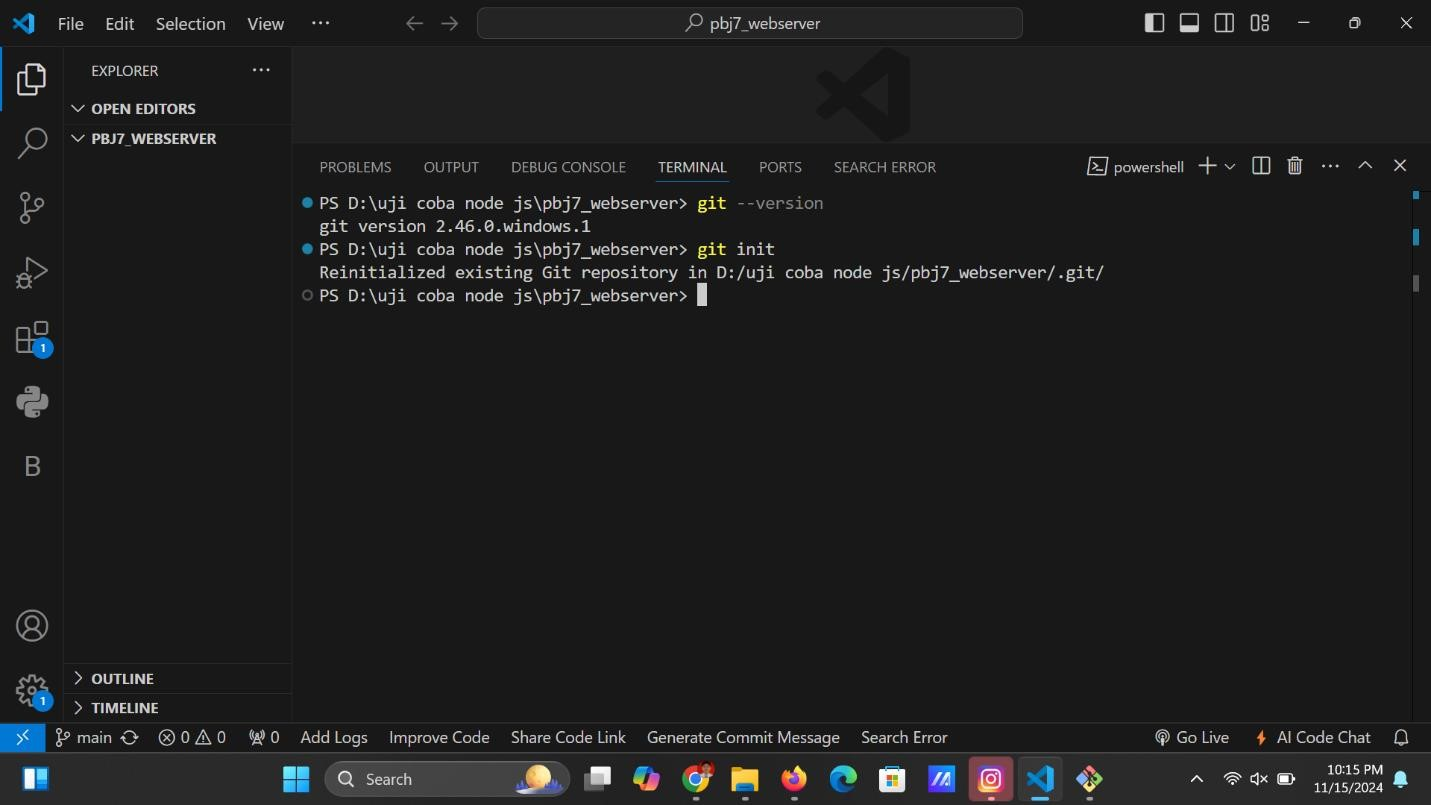 File Edit Selection View ···
pbj7_webserver
EXPLORER ···
OPEN EDITORS
PBJ7_WEBSERVER
PROBLEMS OUTPUT DEBUG CONSOLE TERMINAL PORTS SEARCH ERROR powershell ···
PS D:\uji coba node js\pbj7_webserver> git --version
git version 2.46.0.windows.1
PS D:\uji coba node js\pbj7_webserver> git init
Reinitialized existing Git repository in D:/uji coba node js/pbj7_webserver/.git/
PS D:\uji coba node js\pbj7_webserver>
1
B
1
OUTLINE
TIMELINE
main 0 0 0 Add Logs Improve Code Share Code Link Generate Commit Message Search Error Go Live AI Code Chat
Search
10:15 PM
11/15/2024